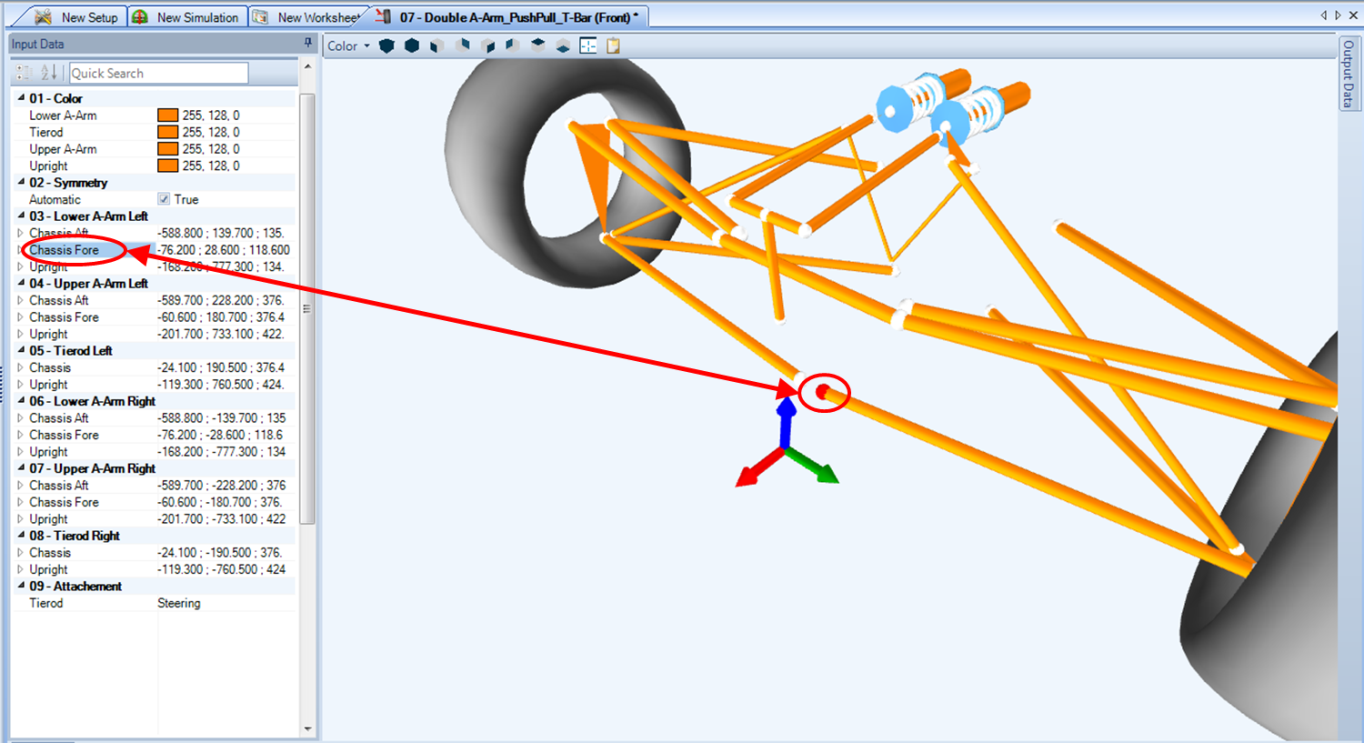 New Setup New Simulation New Worksheet 07 - Double A-Arm_PushPull_T-Bar (Front) *
Input Data
Color
Quick Search
Output Data
01 - Color
Lower A-Arm 255, 128, 0
Tierod 255, 128, 0
Upper A-Arm 255, 128, 0
Upright 255, 128, 0
02 - Symmetry
Automatic True
03 - Lower A-Arm Left
Chassis Aft -588.800 ; 139.700 ; 135.
Chassis Fore -76.200 ; 28.600 ; 118.600
Upright -168.200 ; 777.300 ; 134.
04 - Upper A-Arm Left
Chassis Aft -589.700 ; 228.200 ; 376.
Chassis Fore -60.600 ; 180.700 ; 376.4
Upright -201.700 ; 733.100 ; 422.
05 - Tierod Left
Chassis -24.100 ; 190.500 ; 376.4
Upright -119.300 ; 760.500 ; 424.
06 - Lower A-Arm Right
Chassis Aft -588.800 ; -139.700 ; 135
Chassis Fore -76.200 ; -28.600 ; 118.6
Upright -168.200 ; -777.300 ; 134
07 - Upper A-Arm Right
Chassis Aft -589.700 ; -228.200 ; 376
Chassis Fore -60.600 ; -180.700 ; 376.
Upright -201.700 ; -733.100 ; 422
08 - Tierod Right
Chassis -24.100 ; -190.500 ; 376.
Upright -119.300 ; -760.500 ; 424
09 - Attachement
Tierod Steering